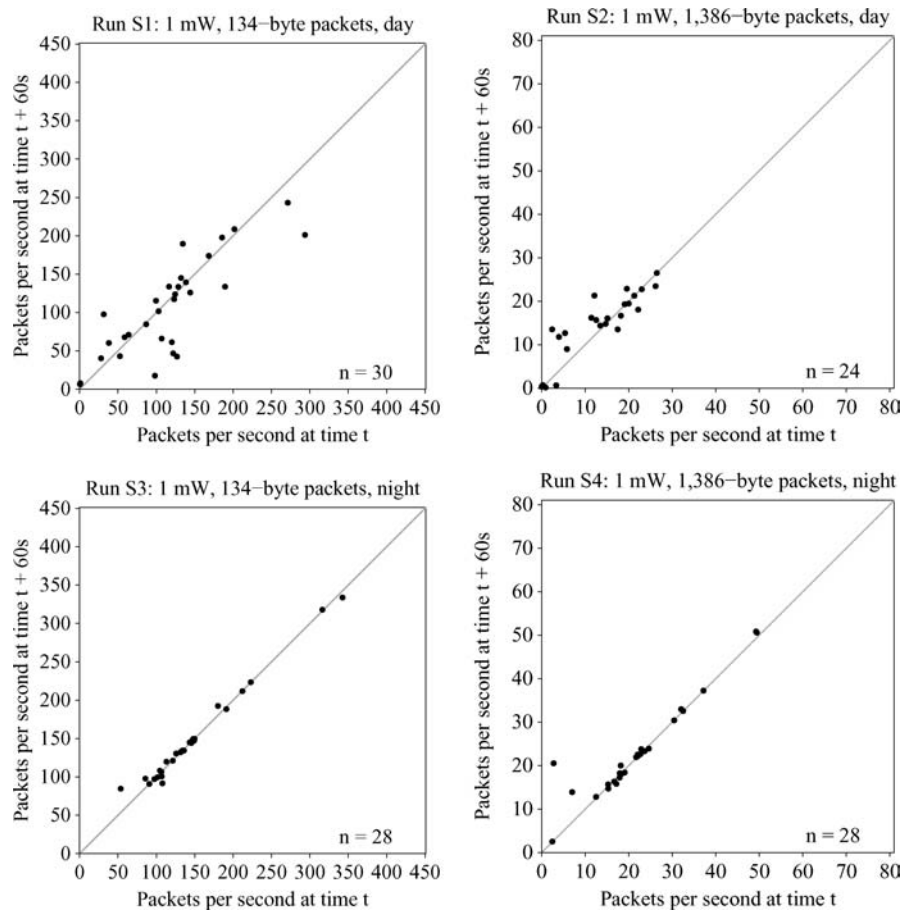 Run S1: 1 mW, 134−byte packets, day
Packets per second at time t + 60s
450
400
350
300
250
200
150
100
50
0
n = 30
0 50 100 150 200 250 300 350 400 450
Packets per second at time t
Run S2: 1 mW, 1,386−byte packets, day
Packets per second at time t + 60s
80
70
60
50
40
30
20
10
0
n = 24
0 10 20 30 40 50 60 70 80
Packets per second at time t
Run S3: 1 mW, 134−byte packets, night
Packets per second at time t + 60s
450
400
350
300
250
200
150
100
50
0
n = 28
0 50 100 150 200 250 300 350 400 450
Packets per second at time t
Run S4: 1 mW, 1,386−byte packets, night
Packets per second at time t + 60s
80
70
60
50
40
30
20
10
0
n = 28
0 10 20 30 40 50 60 70 80
Packets per second at time t